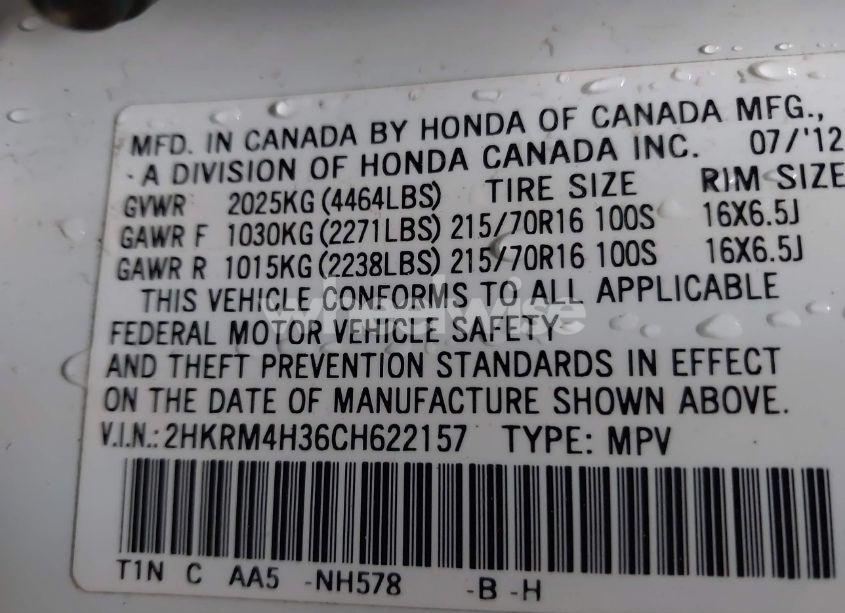 MFD. IN CANADA BY HONDA OF CANADA MFG.,
A DIVISION OF HONDA CANADA INC. 07/'12
GVWR 2025KG (4464LBS) TIRE SIZE RIM SIZE
GAWR F 1030KG (2271LBS) 215/70R16 100S 16X6.5J
GAWR R 1015KG (2238LBS) 215/70R16 100S 16X6.5J
THIS VEHICLE CONFORMS TO ALL APPLICABLE
wheelwise
FEDERAL MOTOR VEHICLE SAFETY
AND THEFT PREVENTION STANDARDS IN EFFECT
ON THE DATE OF MANUFACTURE SHOWN ABOVE.
V.I.N.: 2HKRM4H36CH622157 TYPE: MPV
T1N C AA5 -NH578 -B -H